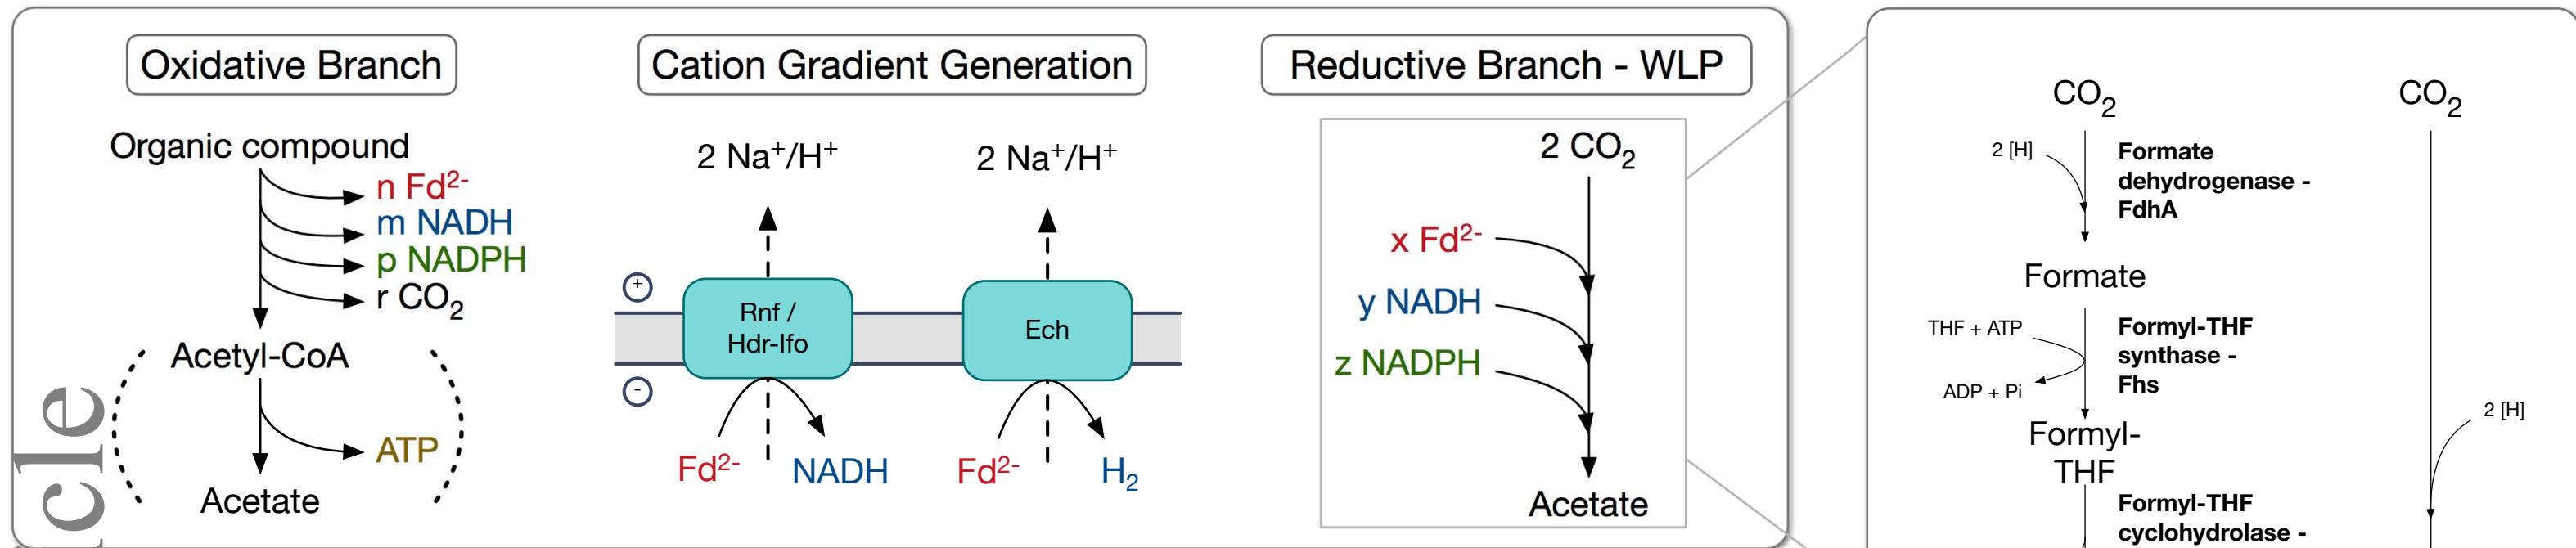 Oxidative Branch
Organic compound
n Fd²⁻
m NADH
p NADPH
r CO₂
Acetyl-CoA
ATP
Acetate
cle
Cation Gradient Generation
2 Na⁺/H⁺
2 Na⁺/H⁺
+
Rnf /
Hdr-Ifo
Ech
-
Fd²⁻
NADH
Fd²⁻
H₂
Reductive Branch - WLP
2 CO₂
x Fd²⁻
y NADH
z NADPH
Acetate
CO₂
CO₂
2 [H]
Formate
dehydrogenase -
FdhA
Formate
THF + ATP
Formyl-THF
synthase -
Fhs
ADP + Pi
2 [H]
Formyl-
THF
Formyl-THF
cyclohydrolase -